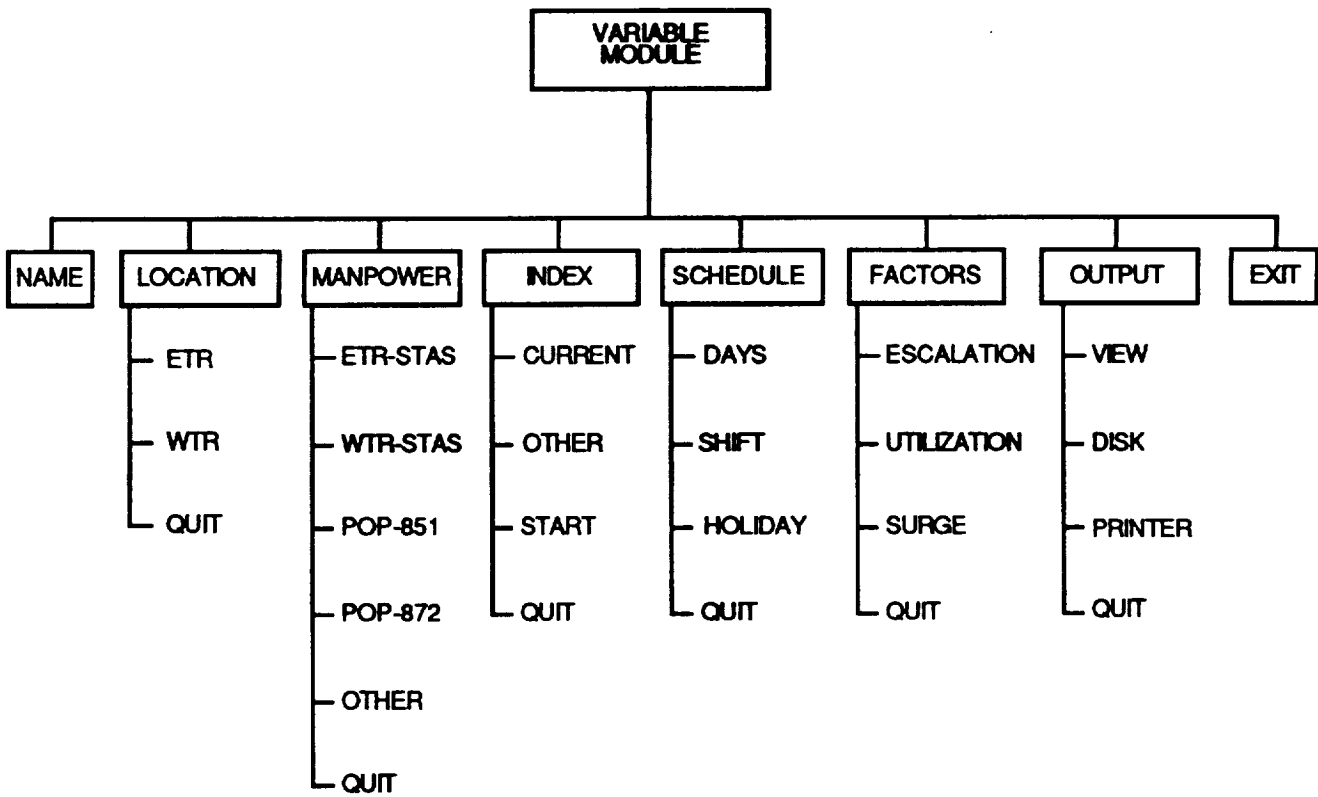 VARIABLE
MODULE
NAME
LOCATION
MANPOWER
INDEX
SCHEDULE
FACTORS
OUTPUT
EXIT
ETR
WTR
QUIT
ETR-STAS
WTR-STAS
POP-851
POP-872
OTHER
QUIT
CURRENT
OTHER
START
QUIT
DAYS
SHIFT
HOLIDAY
QUIT
ESCALATION
UTILIZATION
SURGE
QUIT
VIEW
DISK
PRINTER
QUIT